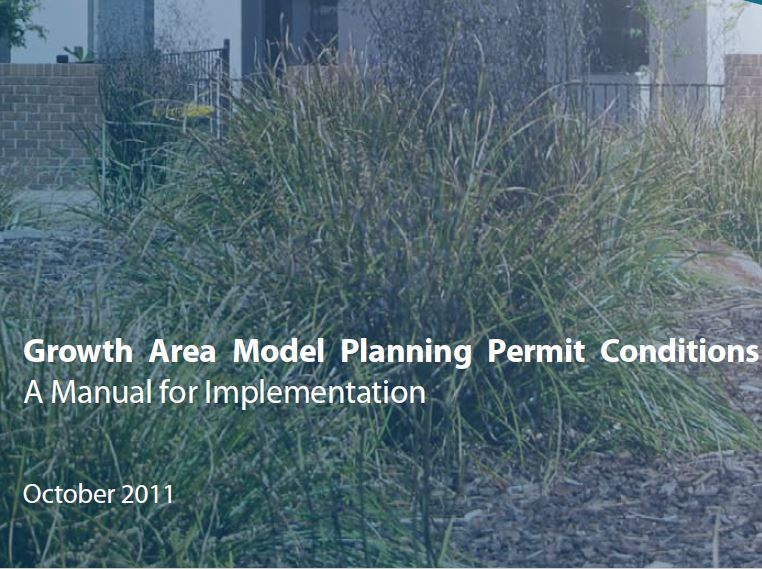 Growth Area Model Planning Permit Conditions
A Manual for Implementation
October 2011